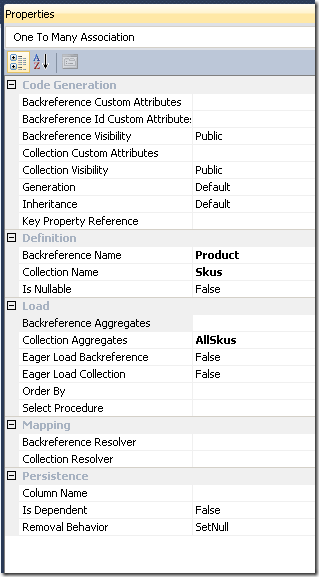 Properties
One To Many Association
Code Generation
Backreference Custom Attributes
Backreference Id Custom Attributes
Backreference Visibility Public
Collection Custom Attributes
Collection Visibility Public
Generation Default
Inheritance Default
Key Property Reference
Definition
Backreference Name Product
Collection Name Skus
Is Nullable False
Load
Backreference Aggregates
Collection Aggregates AllSkus
Eager Load Backreference False
Eager Load Collection False
Order By
Select Procedure
Mapping
Backreference Resolver
Collection Resolver
Persistence
Column Name
Is Dependent False
Removal Behavior SetNull